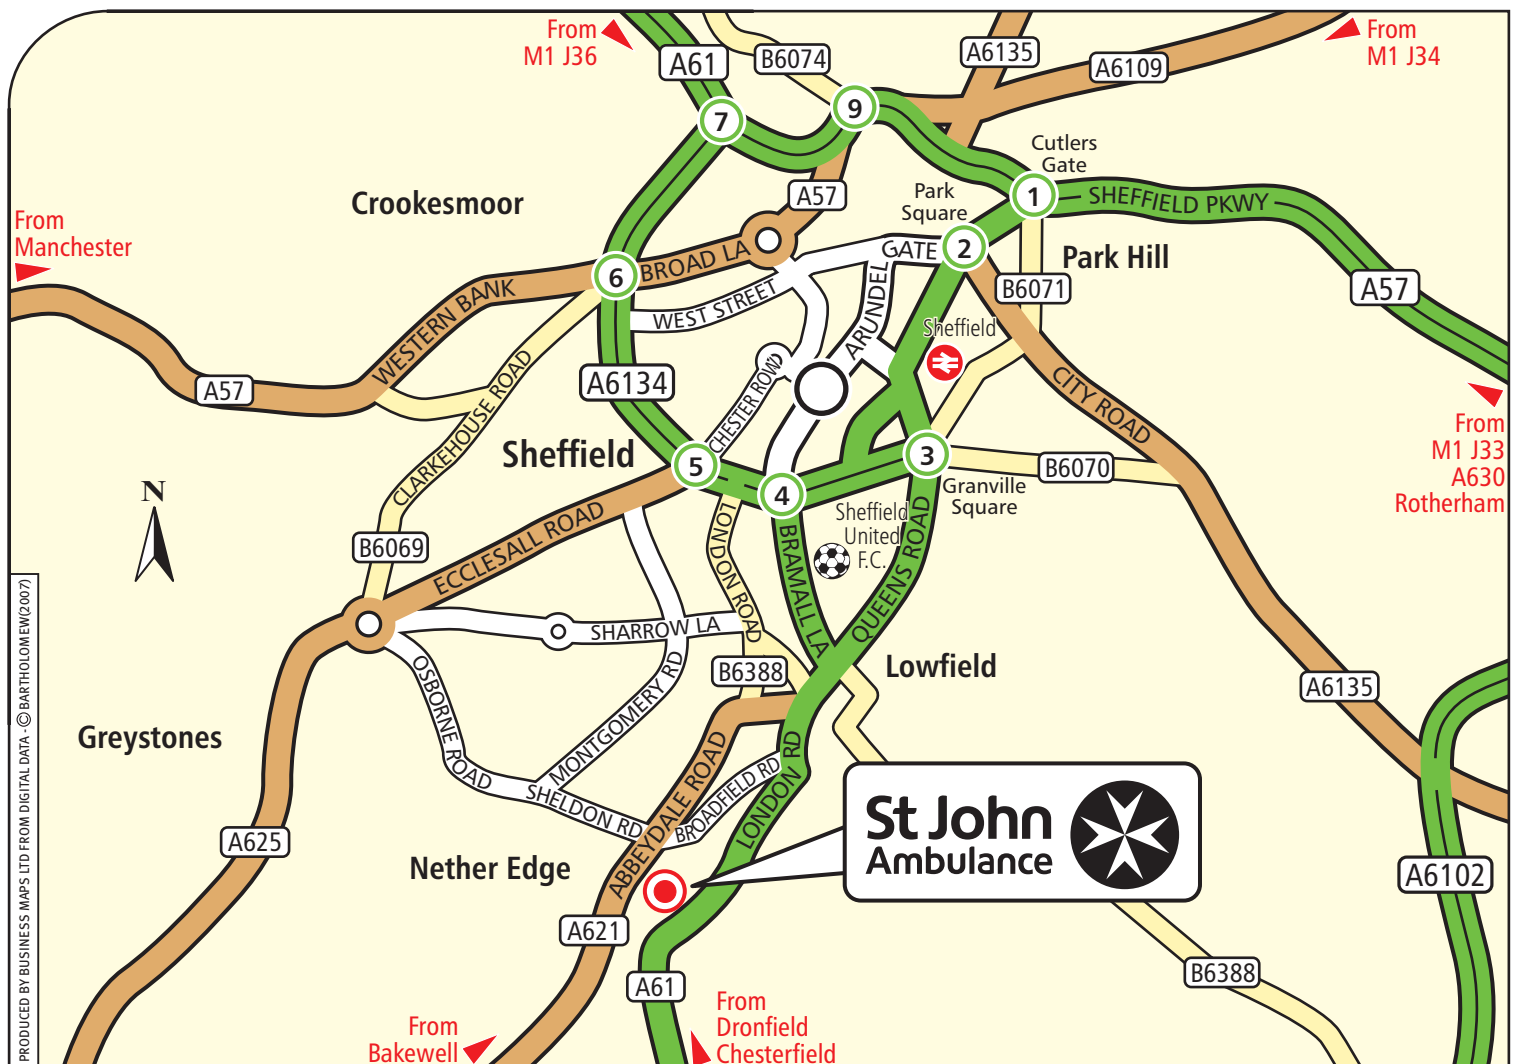 From
M1 J36
A61
B6074
A6135
A6109
From
M1 J34
7
9
Cutlers
Gate
1
SHEFFIELD PKWY
Park
Square
2
A57
Crookesmoor
From
Manchester
6
BROAD LA
GATE
Park Hill
WESTERN BANK
WEST STREET
ARUNDEL
B6071
A57
Sheffield
A57
A6134
CLARKEHOUSE ROAD
CHESTER ROWD
CITY ROAD
From
M1 J33
A630
Rotherham
Sheffield
5
4
3
B6070
Granville
Square
N
B6069
ECCLESALL ROAD
LONDON ROAD
BRAMALL LA
Sheffield
United
F.C.
QUEENS ROAD
SHARROW LA
B6388
Lowfield
A6135
OSBORNE ROAD
MONTGOMERY RD
Greystones
SHELDON RD
ABBEYDALE ROAD
BROADFIELD RD
LONDON RD
St John
Ambulance
A625
Nether Edge
A6102
A621
A61
B6388
From
Bakewell
From
Dronfield
Chesterfield
PRODUCED BY BUSINESS MAPS LTD FROM DIGITAL DATA - © BARTHOLOMEW(2007)